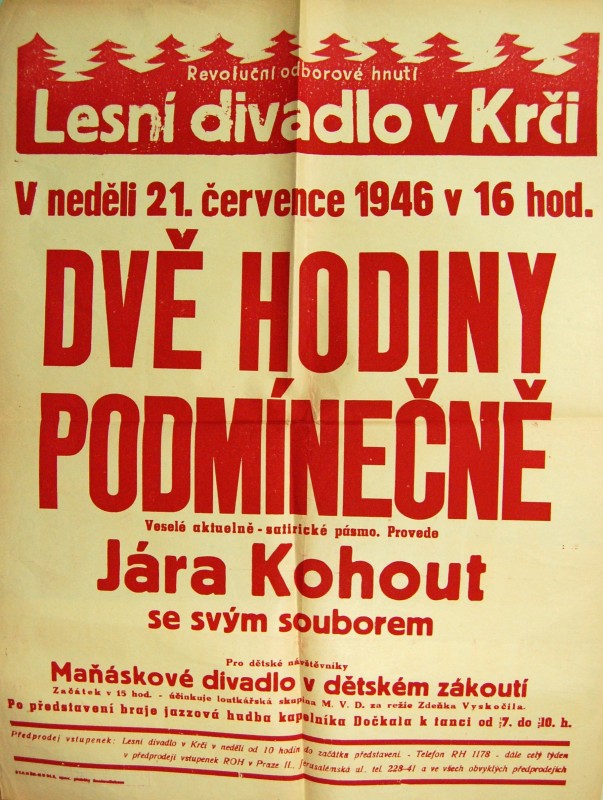 Revoluční odborové hnutí
Lesní divadlo v Krči
V neděli 21. července 1946 v 16 hod.
DVĚ HODINY
PODMÍNEČNĚ
Veselé aktuelně - satirické pásmo. Provede
Jára Kohout
se svým souborem
Pro dětské návštěvníky
Maňáskové divadlo v dětském zákoutí
Začátek v 15 hod. - účinkuje loutkářská skupina M. V. D. za režie Zdeňka Vyskočila.
Po představení hraje jazzová hudba kapelníka Dočkala k tanci od 7. do 10. h.
Předprodej vstupenek: Lesní divadlo v Krči v neděli od 10 hodin do začátku představení. - Telefon RH 1178 - dále celý týden
v předprodeji vstupenek ROH v Praze II., Jerusalémská ul. tel. 228-41 a ve všech obvyklých předprodejích